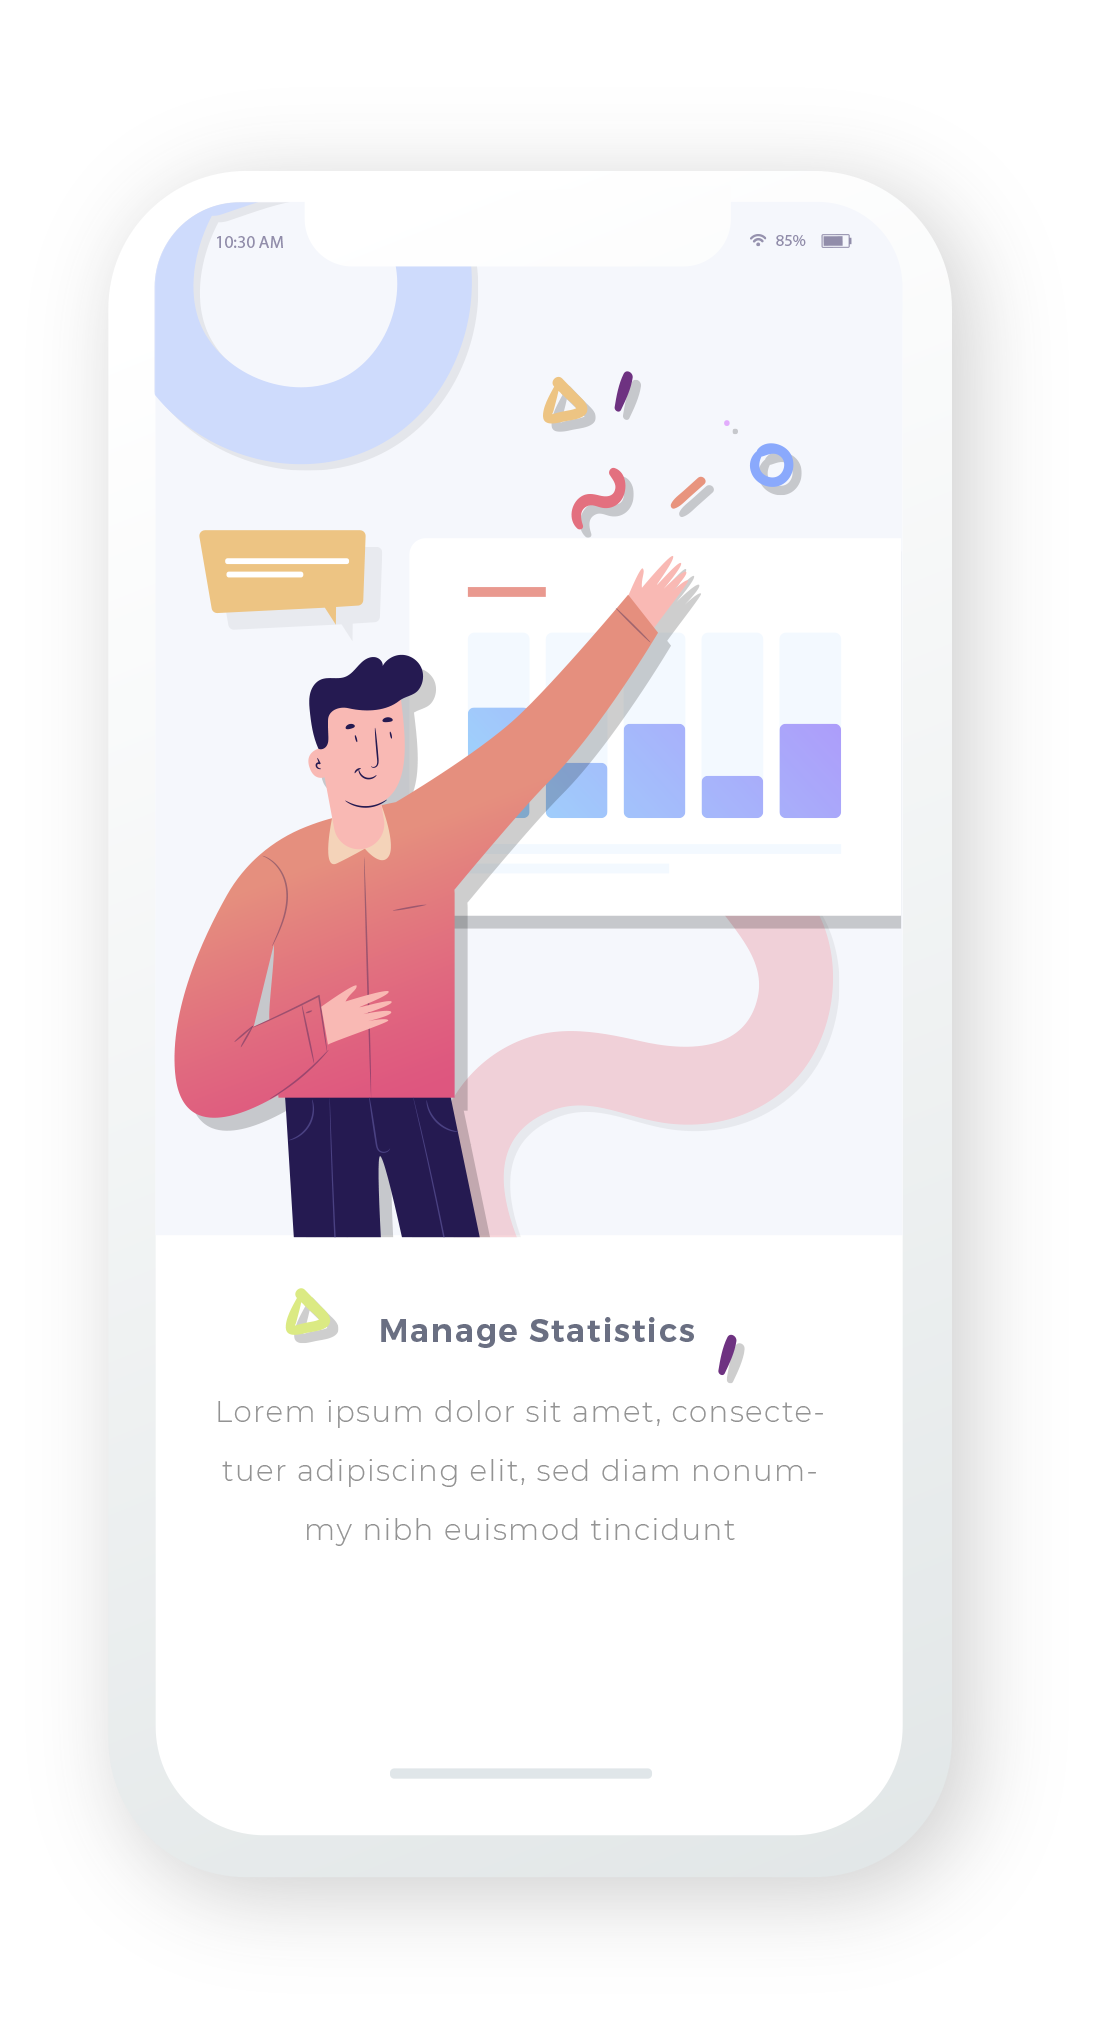 10:30 AM 85%
Manage Statistics
Lorem ipsum dolor sit amet, consecte-
tuer adipiscing elit, sed diam nonum-
my nibh euismod tincidunt